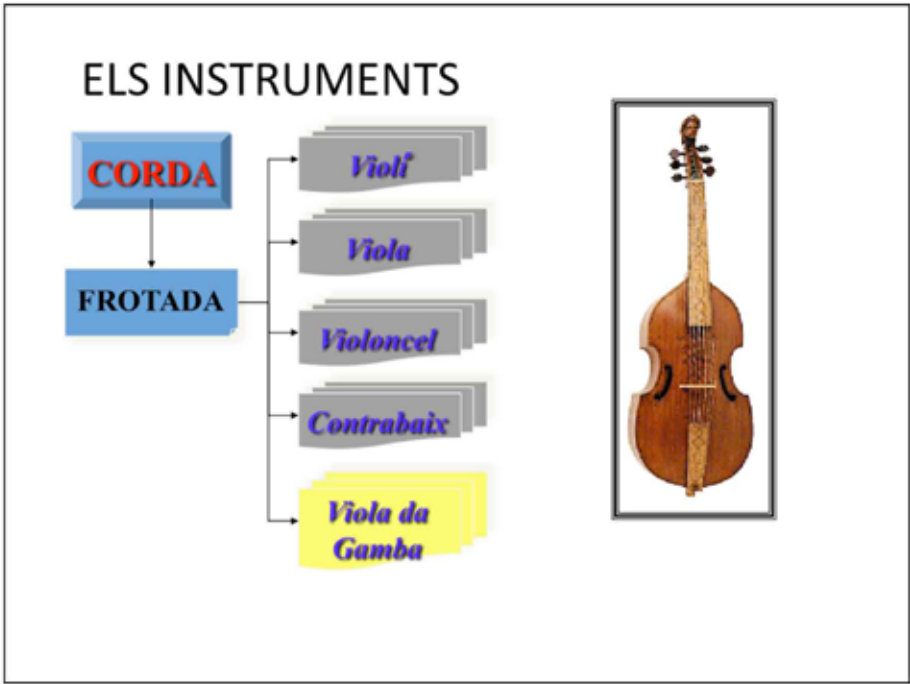 ELS INSTRUMENTS
CORDA
FROTADA
Violí
Viola
Violoncel
Contrabaix
Viola da
Gamba